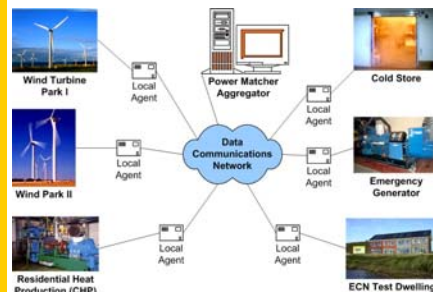 Wind Turbine
Park I
Local
Agent
Power Matcher
Aggregator
Local
Agent
Cold Store
Wind Park II
Local
Agent
Data
Communications
Network
Local
Agent
Emergency
Generator
Residential Heat
Production (CHP)
Local
Agent
Local
Agent
ECN Test Dwelling